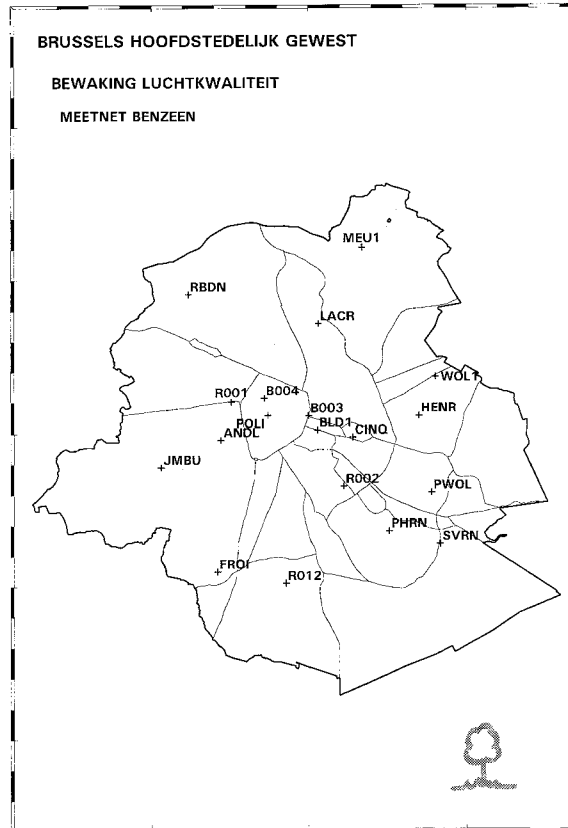 BRUSSELS HOOFDSTEDELIJK GEWEST
BEWAKING LUCHTKWALITEIT
MEETNET BENZEEN
MEU1
RBDN
LACR
WOL1
R001
B004
B003
HENR
POLI
BLD1
CINQ
ANDL
JMBU
R002
PWOL
PHRN
SVRN
FROI
R012